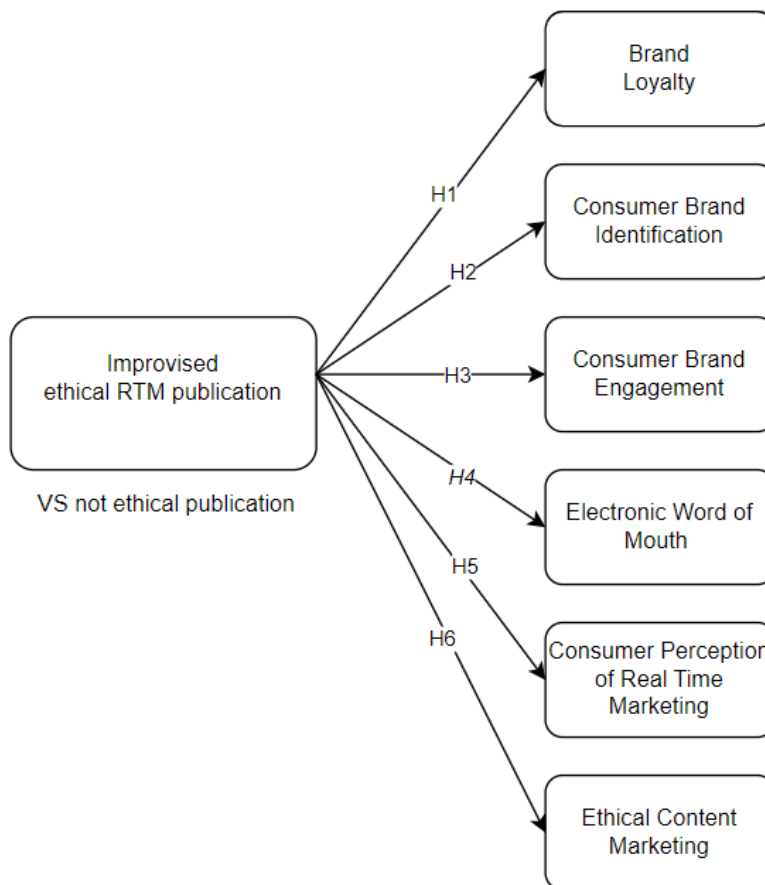 Brand
Loyalty
H1
Consumer Brand
Identification
H2
Improvised
ethical RTM publication
Consumer Brand
Engagement
H3
VS not ethical publication
H4
Electronic Word of
Mouth
H5
Consumer Perception
of Real Time
Marketing
H6
Ethical Content
Marketing